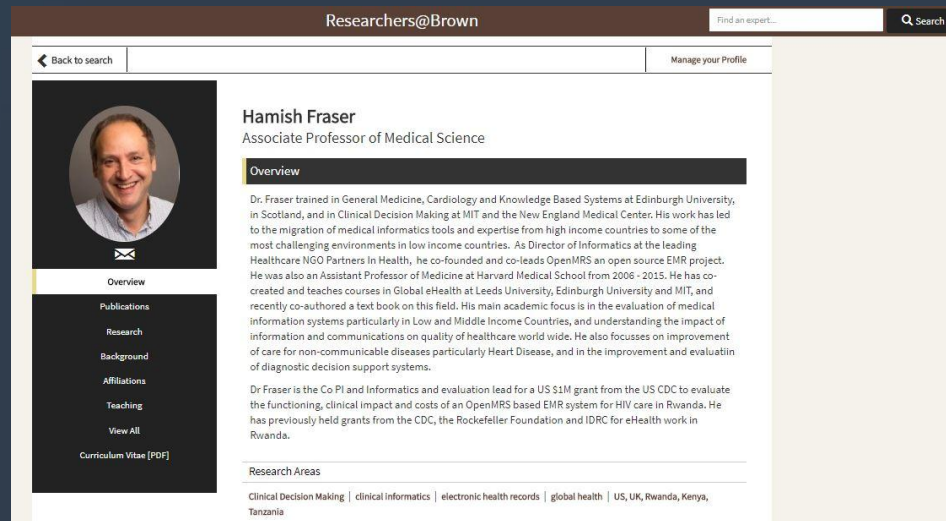 Researchers@Brown
Find an expert...
Search
Back to search
Manage your Profile
Hamish Fraser
Associate Professor of Medical Science
Overview
Dr. Fraser trained in General Medicine, Cardiology and Knowledge Based Systems at Edinburgh University,
in Scotland, and in Clinical Decision Making at MIT and the New England Medical Center. His work has led
to the migration of medical informatics tools and expertise from high income countries to some of the
most challenging environments in low income countries. As Director of Informatics at the leading
Healthcare NGO Partners In Health, he co-founded and co-leads OpenMRS an open source EMR project.
He was also an Assistant Professor of Medicine at Harvard Medical School from 2006 - 2015. He has co-
created and teaches courses in Global eHealth at Leeds University, Edinburgh University and MIT, and
recently co-authored a text book on this field. His main academic focus is in the evaluation of medical
information systems particularly in Low and Middle Income Countries, and understanding the impact of
information and communications on quality of healthcare world wide. He also focusses on improvement
of care for non-communicable diseases particularly Heart Disease, and in the improvement and evaluatiin
of diagnostic decision support systems.
Dr Fraser is the Co PI and Informatics and evaluation lead for a US $1M grant from the US CDC to evaluate
the functioning, clinical impact and costs of an OpenMRS based EMR system for HIV care in Rwanda. He
has previously held grants from the CDC, the Rockefeller Foundation and IDRC for eHealth work in
Rwanda.
Research Areas
Clinical Decision Making | clinical informatics | electronic health records | global health | US, UK, Rwanda, Kenya,
Tanzania
Overview
Publications
Research
Background
Affiliations
Teaching
View All
Curriculum Vitae [PDF]